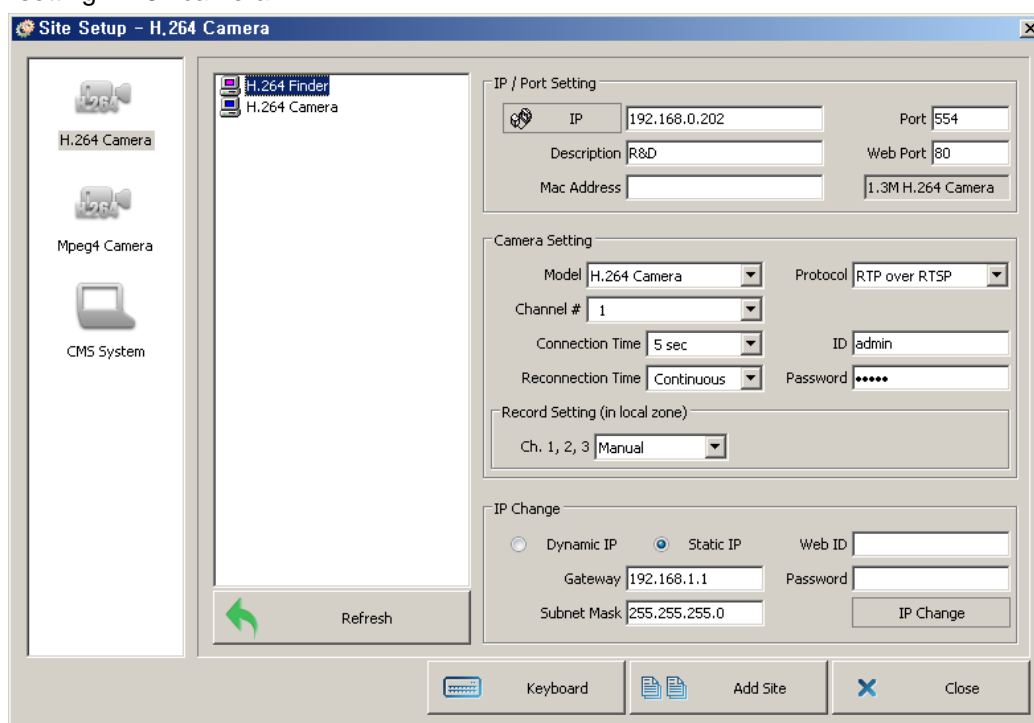 Site Setup - H.264 Camera
H.264 Camera
Mpeg4 Camera
CMS System
H.264 Finder
H.264 Camera
Refresh
IP / Port Setting
IP 192.168.0.202 Port 554
Description R&D Web Port 80
Mac Address 1.3M H.264 Camera
Camera Setting
Model H.264 Camera Protocol RTP over RTSP
Channel # 1
Connection Time 5 sec ID admin
Reconnection Time Continuous Password •••••
Record Setting (in local zone)
Ch. 1, 2, 3 Manual
IP Change
Dynamic IP Static IP Web ID
Gateway 192.168.1.1 Password
Subnet Mask 255.255.255.0 IP Change
Keyboard Add Site Close